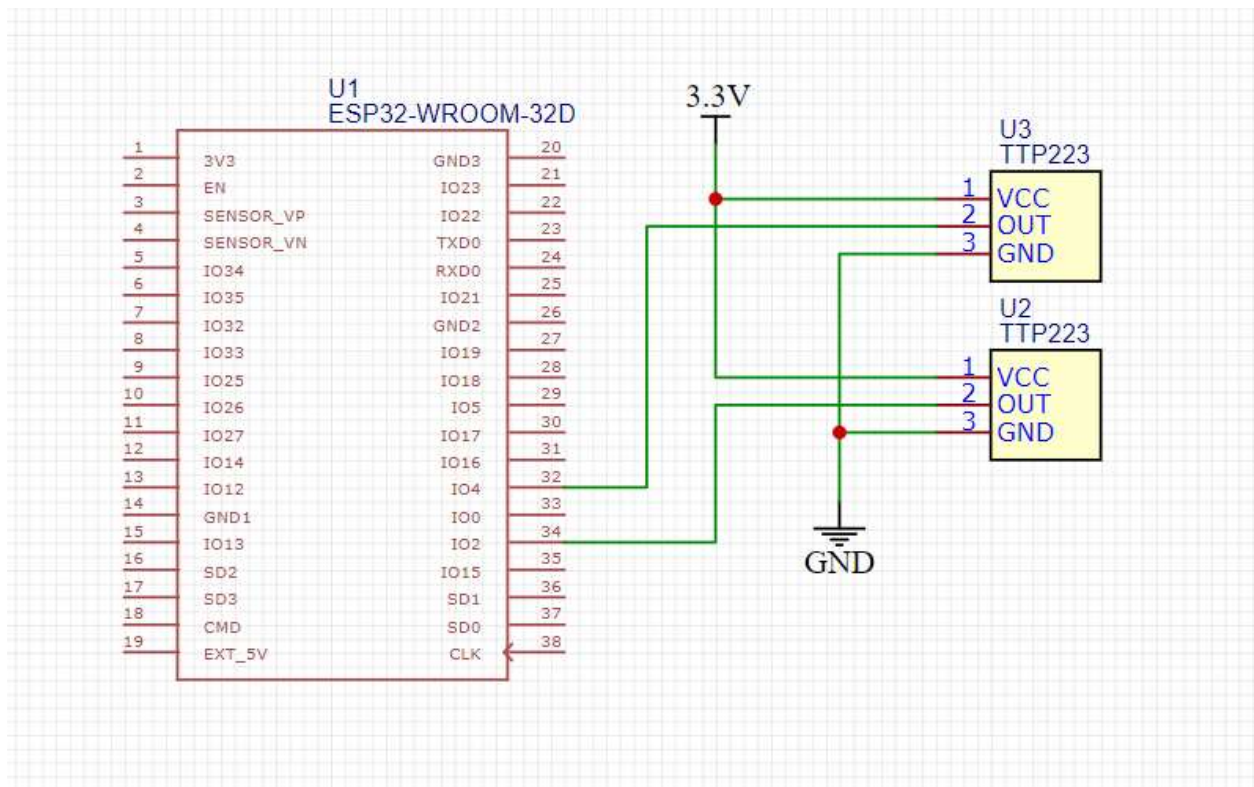 U1
ESP32-WROOM-32D
1 3V3 GND3 20
2 EN IO23 21
3 SENSOR_VP IO22 22
4 SENSOR_VN TXD0 23
5 IO34 RXD0 24
6 IO35 IO21 25
7 IO32 GND2 26
8 IO33 IO19 27
9 IO25 IO18 28
10 IO26 IO5 29
11 IO27 IO17 30
12 IO14 IO16 31
13 IO12 IO4 32
14 GND1 IO0 33
15 IO13 IO2 34
16 SD2 IO15 35
17 SD3 SD1 36
18 CMD SD0 37
19 EXT_5V CLK 38
3.3V
U3
TTP223
1 VCC
2 OUT
3 GND
U2
TTP223
1 VCC
2 OUT
3 GND
GND